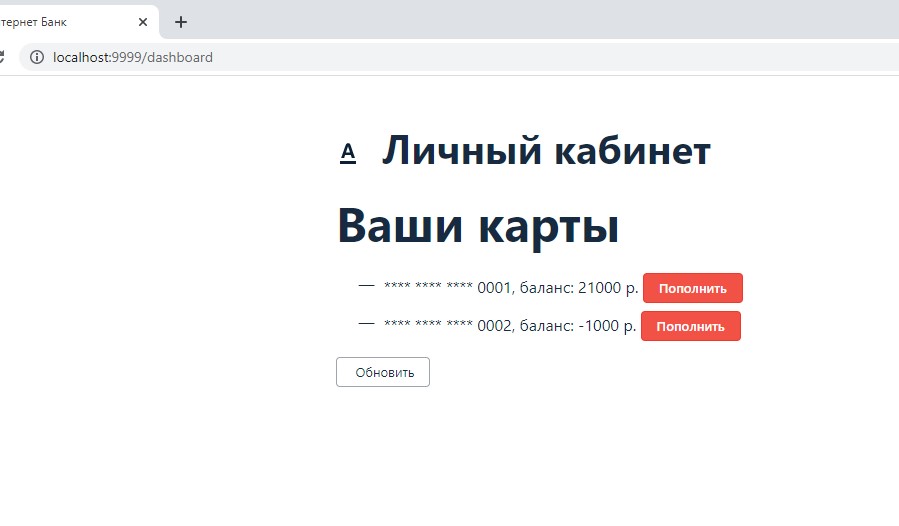 тернет Банк
localhost:9999/dashboard
А Личный кабинет
Ваши карты
— **** **** **** 0001, баланс: 21000 р. Пополнить
— **** **** **** 0002, баланс: -1000 р. Пополнить
Обновить